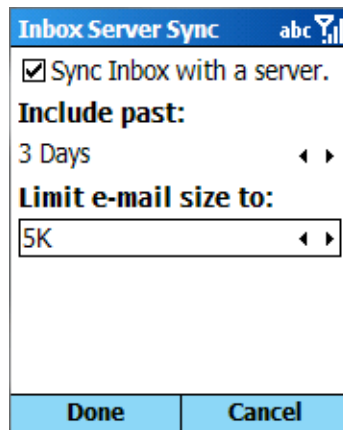 Inbox Server Sync abc
Sync Inbox with a server.
Include past:
3 Days
Limit e-mail size to:
5K
Done Cancel